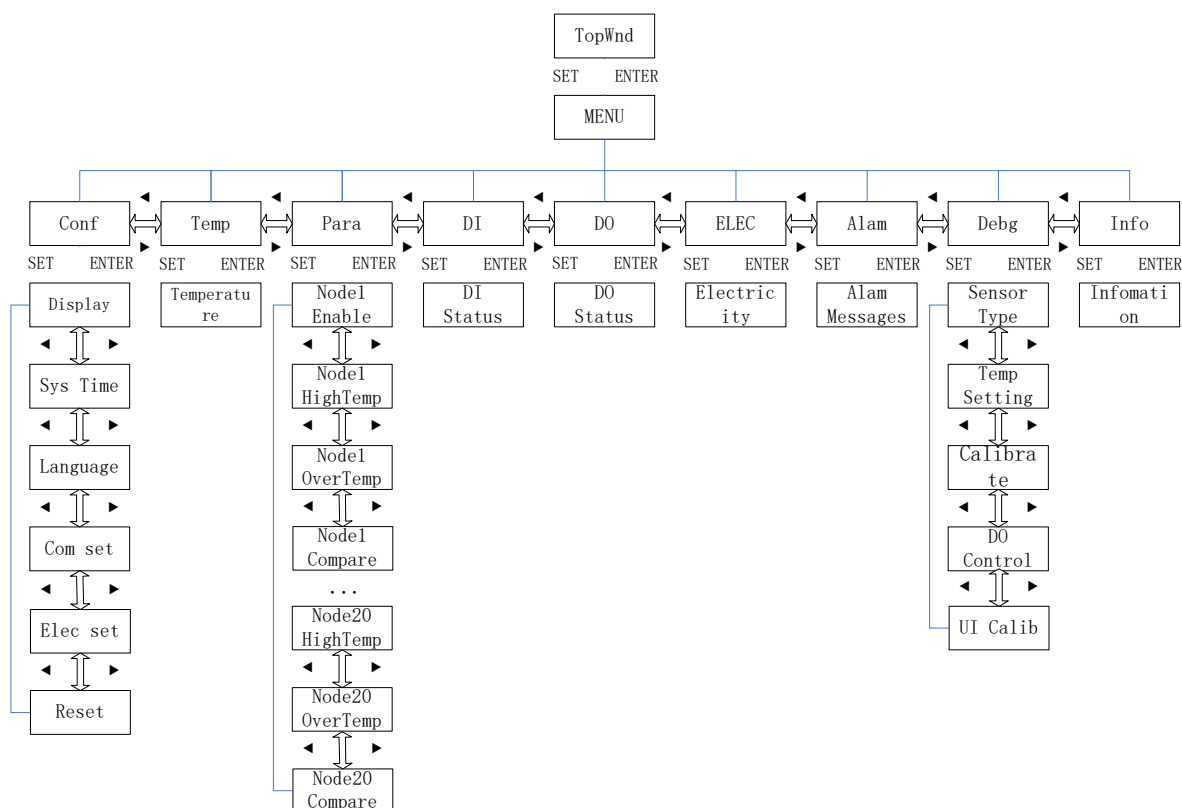 TopWnd
SET ENTER
MENU
Conf Temp Para DI DO ELEC Alam Debg Info
SET ENTER SET ENTER SET ENTER SET ENTER SET ENTER SET ENTER SET ENTER SET ENTER SET ENTER
Display
Temperatu
re
Node1
Enable
DI
Status
DO
Status
Electric
ity
Alam
Messages
Sensor
Type
Infomati
on
Sys Time
Node1
HighTemp
Temp
Setting
Language
Node1
OverTemp
Calibra
te
Com set
Node1
Compare
DO
Control
...
Elec set
Node20
HighTemp
UI Calib
Reset
Node20
OverTemp
Node20
Compare